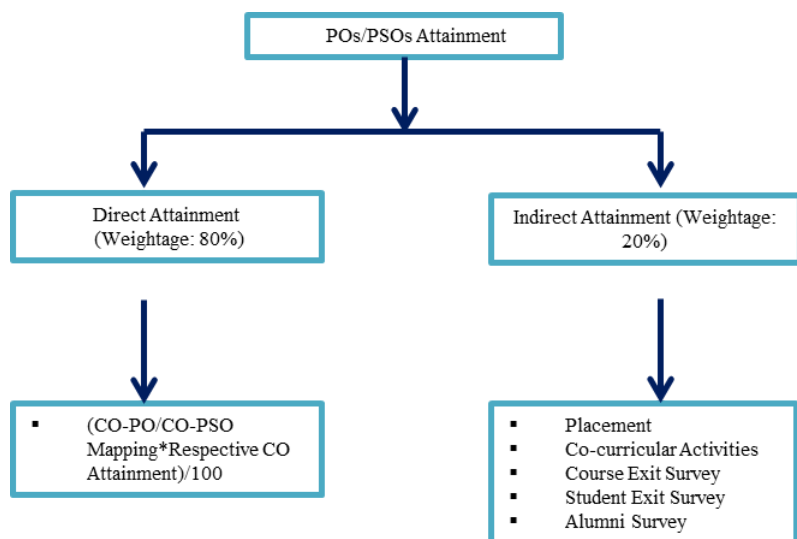 POs/PSOs Attainment
Direct Attainment
(Weightage: 80%)
Indirect Attainment (Weightage:
20%)
▪ (CO-PO/CO-PSO
Mapping*Respective CO
Attainment)/100
▪ Placement
▪ Co-curricular Activities
▪ Course Exit Survey
▪ Student Exit Survey
▪ Alumni Survey